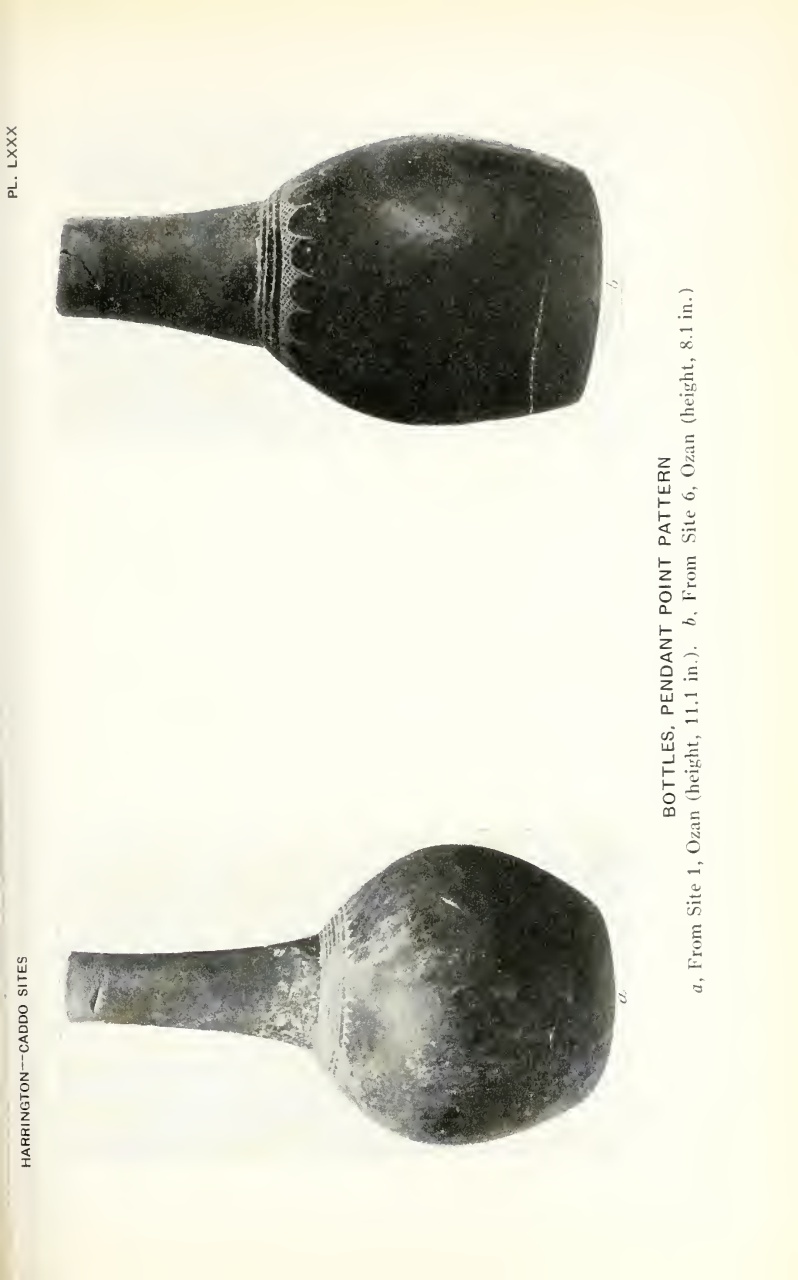 HARRINGTON—CADDO SITES
PL. LXXX
a
b
BOTTLES, PENDANT POINT PATTERN
a, From Site 1, Ozan (height, 11.1 in.). b, From Site 6, Ozan (height, 8.1 in.)